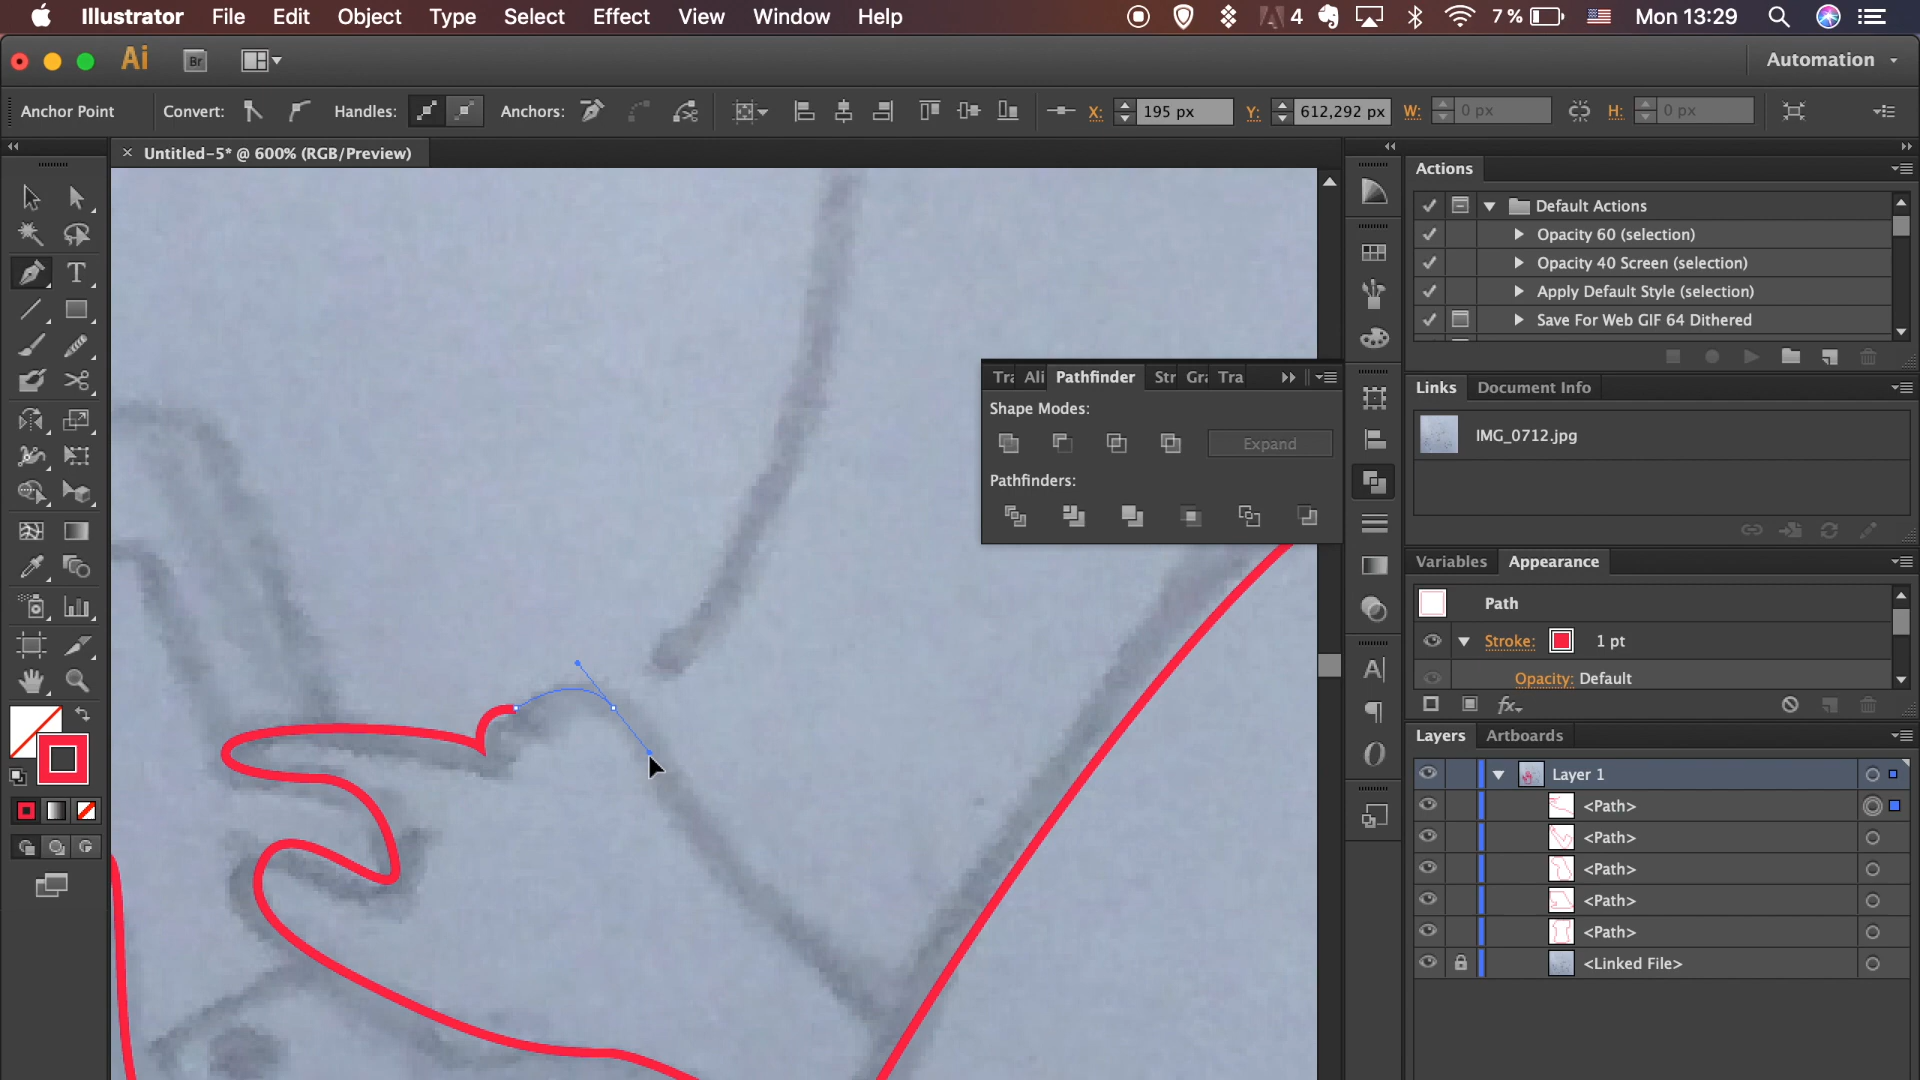 Illustrator File Edit Object Type Select Effect View Window Help 4 7 % Mon 13:29
Ai Br Automation
Anchor Point Convert: Handles: Anchors: X: 195 px Y: 612,292 px W: 0 px H: 0 px
× Untitled-5* @ 600% (RGB/Preview)
Actions
Default Actions
Opacity 60 (selection)
Opacity 40 Screen (selection)
Apply Default Style (selection)
Save For Web GIF 64 Dithered
Tra Ali Pathfinder Str Gra Tra
Shape Modes:
Expand
Pathfinders:
Links Document Info
IMG_0712.jpg
Variables Appearance
Path
Stroke: 1 pt
Opacity: Default
fx
Layers Artboards
Layer 1
<Path>
<Path>
<Path>
<Path>
<Path>
<Linked File>